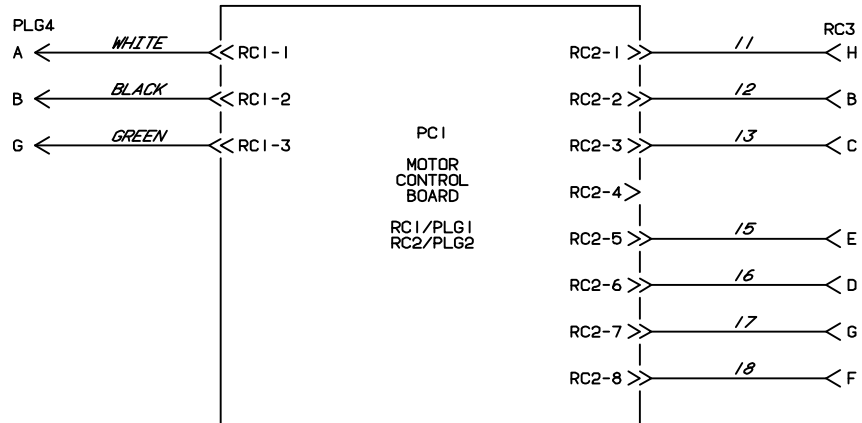 PLG4
RC3
A WHITE RC1-1 RC2-1 11 H
B BLACK RC1-2 RC2-2 12 B
G GREEN RC1-3 RC2-3 13 C
PC1
MOTOR
CONTROL
BOARD
RC1/PLG1
RC2/PLG2
RC2-4
RC2-5 15 E
RC2-6 16 D
RC2-7 17 G
RC2-8 18 F